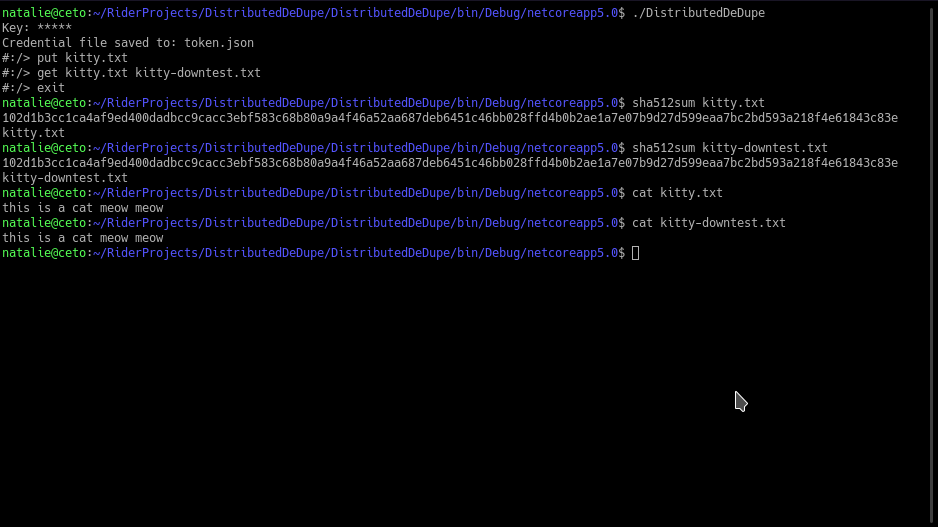 natalie@ceto:~/RiderProjects/DistributedDeDupe/DistributedDeDupe/bin/Debug/netcoreapp5.0$ ./DistributedDeDupe
Key: *****
Credential file saved to: token.json
#:/> put kitty.txt
#:/> get kitty.txt kitty-downtest.txt
#:/> exit
natalie@ceto:~/RiderProjects/DistributedDeDupe/DistributedDeDupe/bin/Debug/netcoreapp5.0$ sha512sum kitty.txt
102d1b3cc1ca4af9ed400dadbcc9cacc3ebf583c68b80a9a4f46a52aa687deb6451c46bb028ffd4b0b2ae1a7e07b9d27d599eaa7bc2bd593a218f4e61843c83e
kitty.txt
natalie@ceto:~/RiderProjects/DistributedDeDupe/DistributedDeDupe/bin/Debug/netcoreapp5.0$ sha512sum kitty-downtest.txt
102d1b3cc1ca4af9ed400dadbcc9cacc3ebf583c68b80a9a4f46a52aa687deb6451c46bb028ffd4b0b2ae1a7e07b9d27d599eaa7bc2bd593a218f4e61843c83e
kitty-downtest.txt
natalie@ceto:~/RiderProjects/DistributedDeDupe/DistributedDeDupe/bin/Debug/netcoreapp5.0$ cat kitty.txt
this is a cat meow meow
natalie@ceto:~/RiderProjects/DistributedDeDupe/DistributedDeDupe/bin/Debug/netcoreapp5.0$ cat kitty-downtest.txt
this is a cat meow meow
natalie@ceto:~/RiderProjects/DistributedDeDupe/DistributedDeDupe/bin/Debug/netcoreapp5.0$